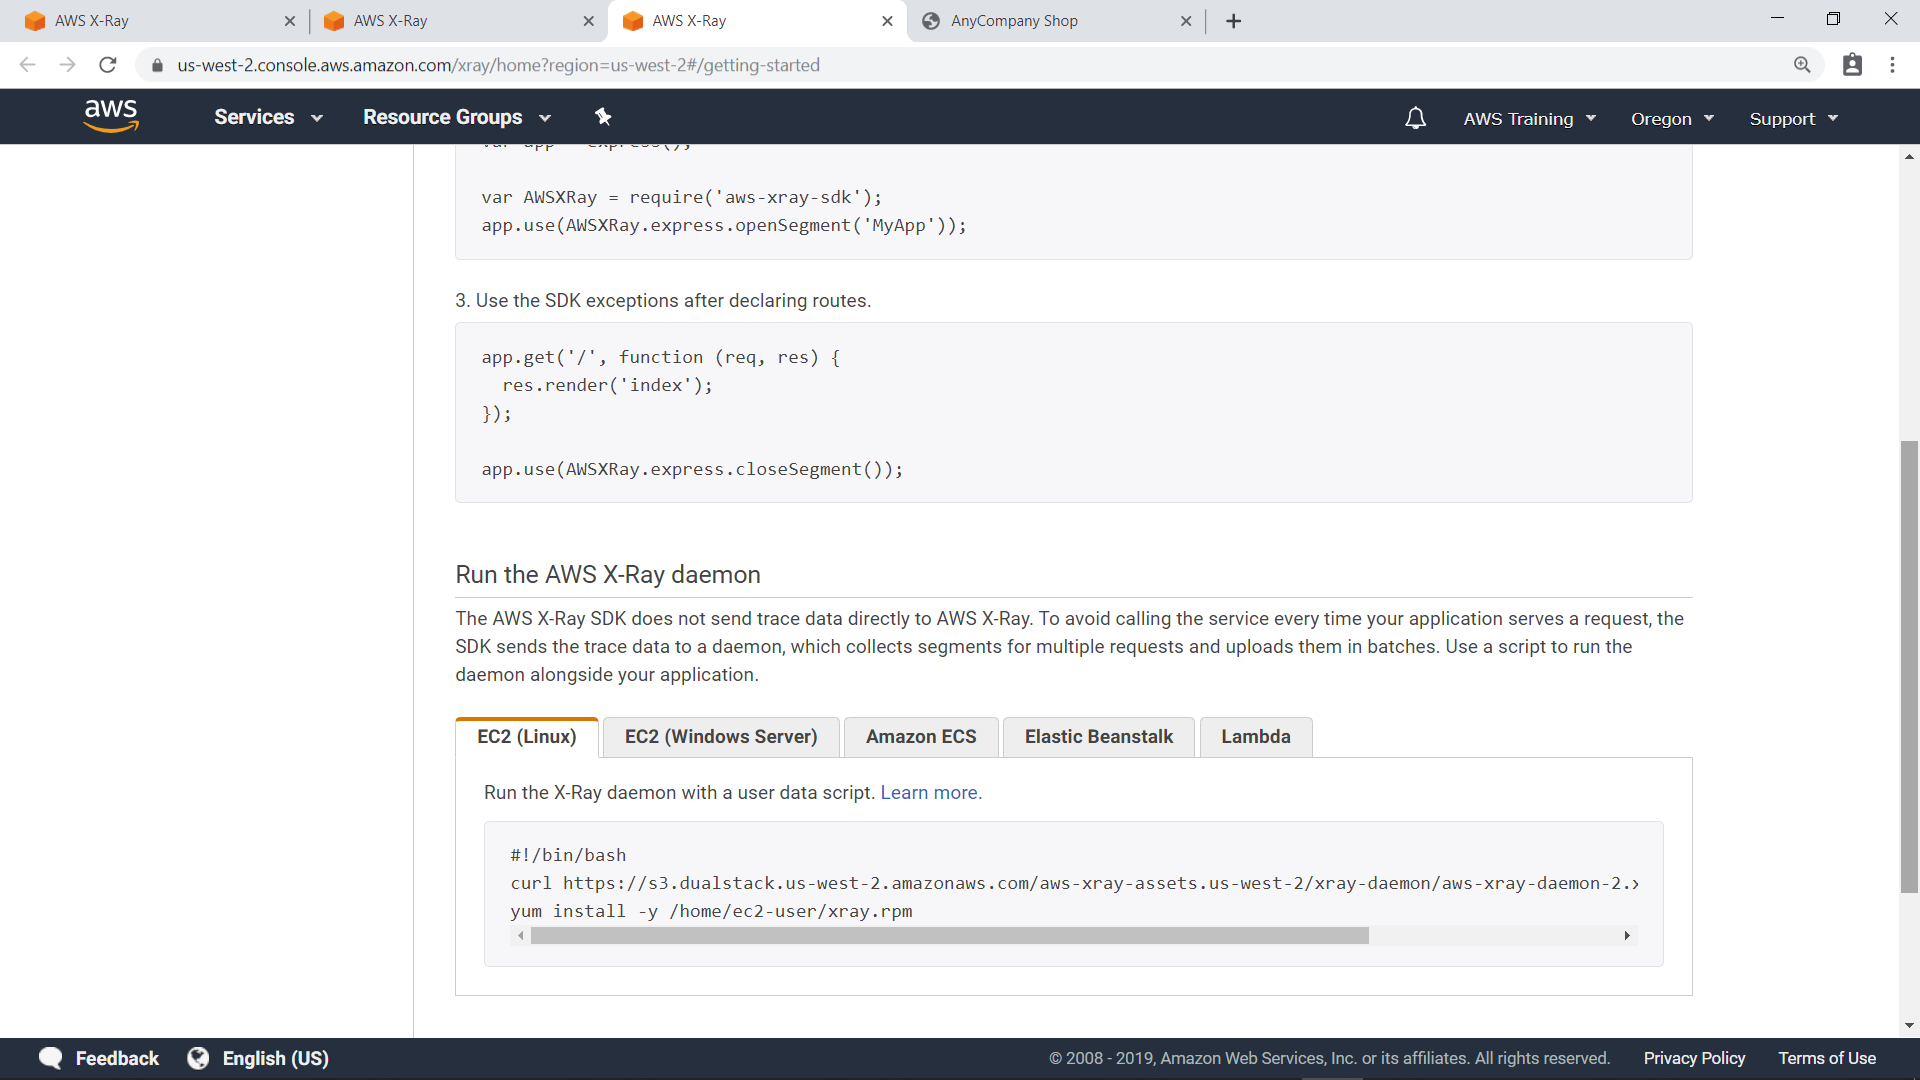 AWS X-Ray
AWS X-Ray
AWS X-Ray
AnyCompany Shop
us-west-2.console.aws.amazon.com/xray/home?region=us-west-2#/getting-started
aws
Services
Resource Groups
AWS Training
Oregon
Support
var app = express();
var AWSXRay = require('aws-xray-sdk');
app.use(AWSXRay.express.openSegment('MyApp'));
3. Use the SDK exceptions after declaring routes.
app.get('/', function (req, res) {
res.render('index');
});
app.use(AWSXRay.express.closeSegment());
Run the AWS X-Ray daemon
The AWS X-Ray SDK does not send trace data directly to AWS X-Ray. To avoid calling the service every time your application serves a request, the
SDK sends the trace data to a daemon, which collects segments for multiple requests and uploads them in batches. Use a script to run the
daemon alongside your application.
EC2 (Linux)
EC2 (Windows Server)
Amazon ECS
Elastic Beanstalk
Lambda
Run the X-Ray daemon with a user data script. Learn more.
#!/bin/bash
curl https://s3.dualstack.us-west-2.amazonaws.com/aws-xray-assets.us-west-2/xray-daemon/aws-xray-daemon-2.x
yum install -y /home/ec2-user/xray.rpm
Feedback
English (US)
© 2008 - 2019, Amazon Web Services, Inc. or its affiliates. All rights reserved.
Privacy Policy
Terms of Use